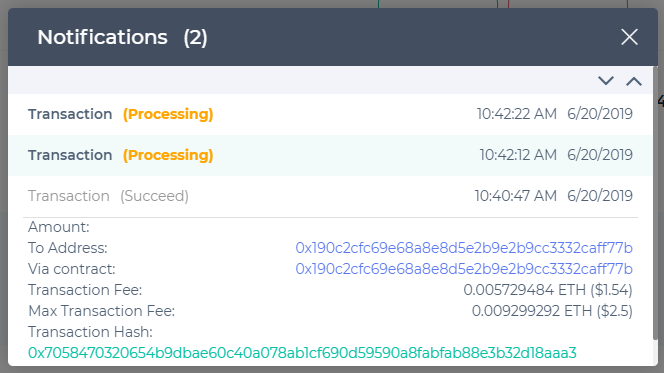 Notifications (2)
Transaction (Processing) 10:42:22 AM 6/20/2019
Transaction (Processing) 10:42:12 AM 6/20/2019
Transaction (Succeed) 10:40:47 AM 6/20/2019
Amount:
To Address: 0x190c2cfc69e68a8e8d5e2b9e2b9cc3332caff77b
Via contract: 0x190c2cfc69e68a8e8d5e2b9e2b9cc3332caff77b
Transaction Fee: 0.005729484 ETH ($1.54)
Max Transaction Fee: 0.009299292 ETH ($2.5)
Transaction Hash:
0x7058470320654b9dbae60c40a078ab1cf690d59590a8fabfab88e3b32d18aaa3